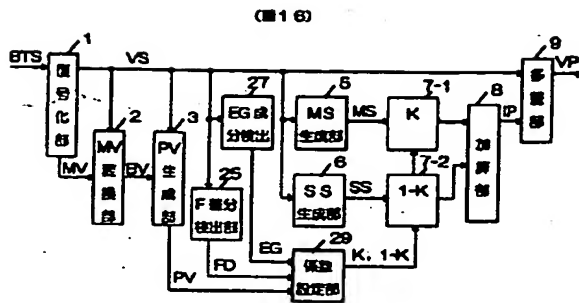 (図16)
BTS
1
復号化部
VS
MV
2
MV変換部
BV
3
PV生成部
PV
27
EG成分検出
EG
25
F差分検出部
FD
5
MS生成部
MS
6
SS生成部
SS
7-1
K
7-2
1-K
29
係数設定部
K, 1-K
8
加算部
IP
9
多重部
VP